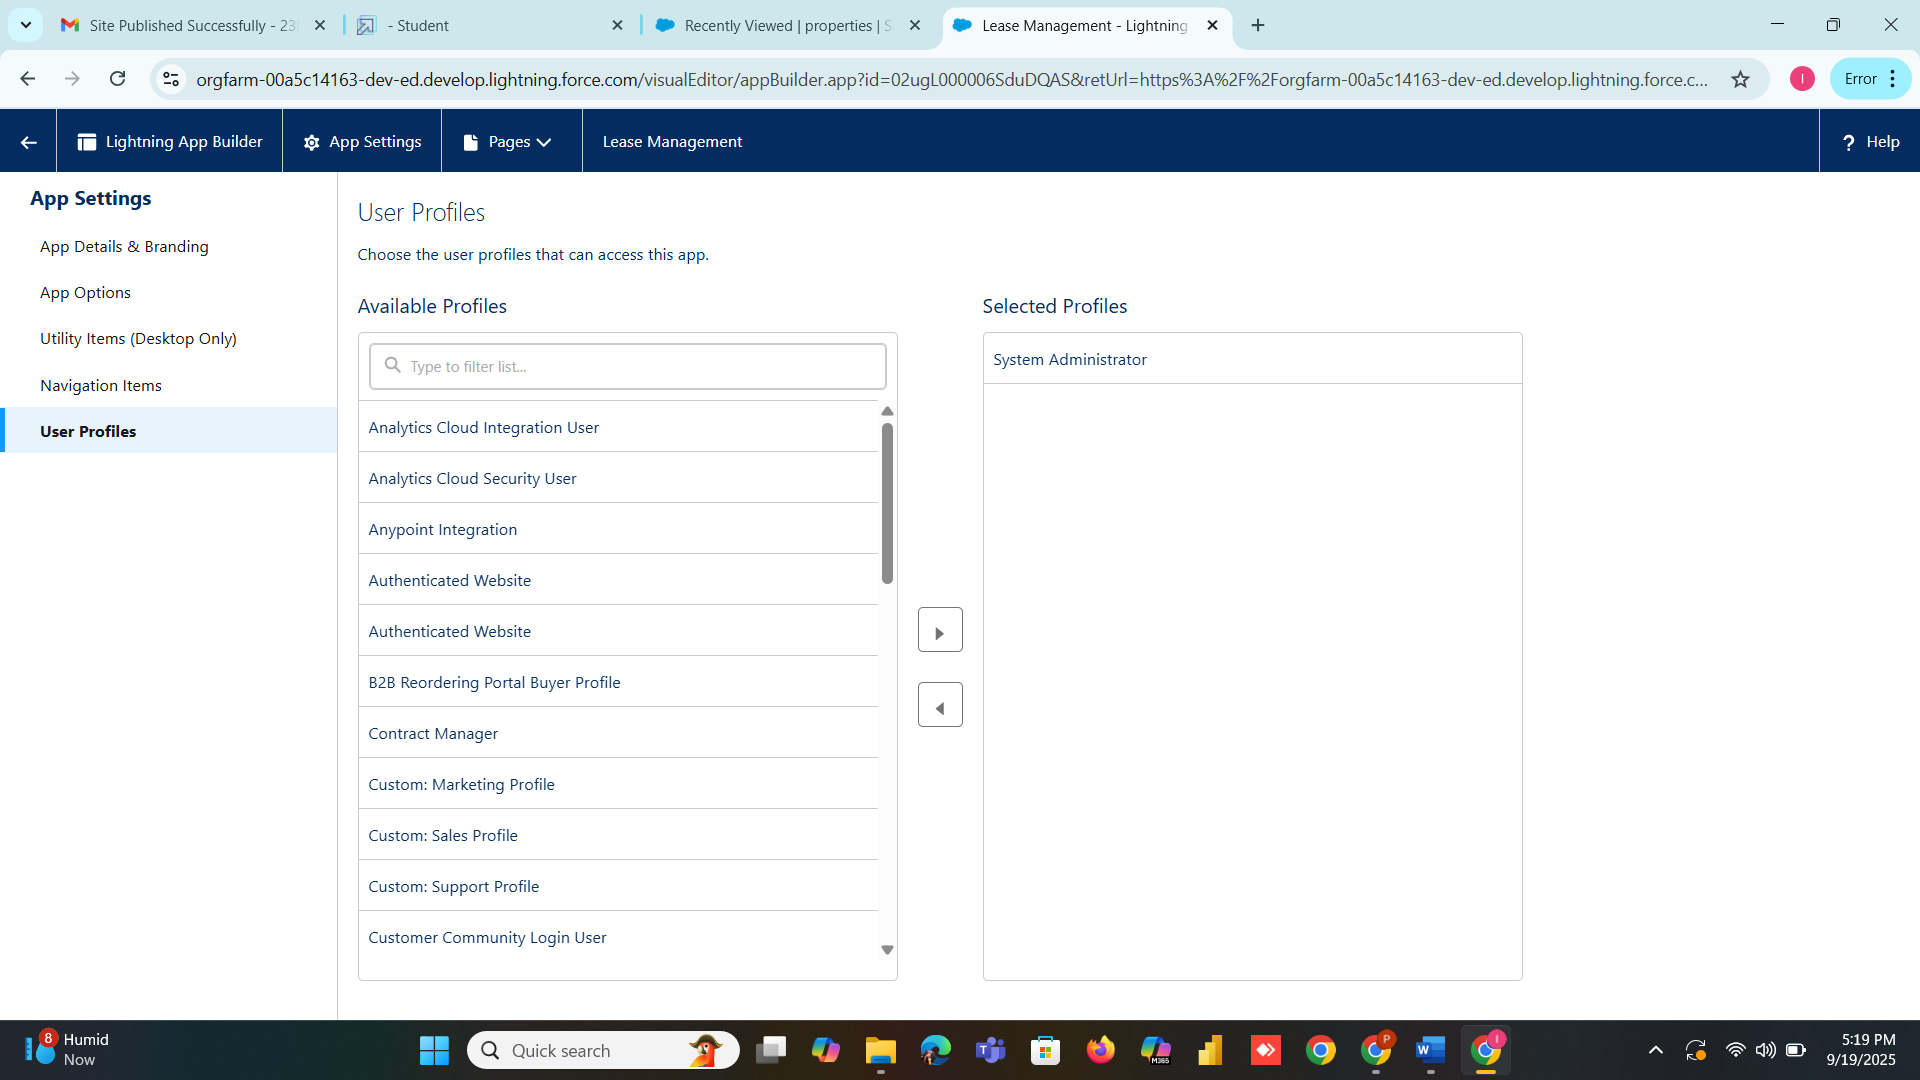 Site Published Successfully - 23
- Student
Recently Viewed | properties | S
Lease Management - Lightning
orgfarm-00a5c14163-dev-ed.develop.lightning.force.com/visualEditor/appBuilder.app?id=02ugL000006SduDQAS&retUrl=https%3A%2F%2Forgfarm-00a5c14163-dev-ed.develop.lightning.force.c...
I
Error
Lightning App Builder
App Settings
Pages
Lease Management
? Help
App Settings
App Details & Branding
App Options
Utility Items (Desktop Only)
Navigation Items
User Profiles
User Profiles
Choose the user profiles that can access this app.
Available Profiles
Type to filter list...
Analytics Cloud Integration User
Analytics Cloud Security User
Anypoint Integration
Authenticated Website
Authenticated Website
B2B Reordering Portal Buyer Profile
Contract Manager
Custom: Marketing Profile
Custom: Sales Profile
Custom: Support Profile
Customer Community Login User
Selected Profiles
System Administrator
8
Humid
Now
Quick search
T
M365
P
W
I
5:19 PM
9/19/2025